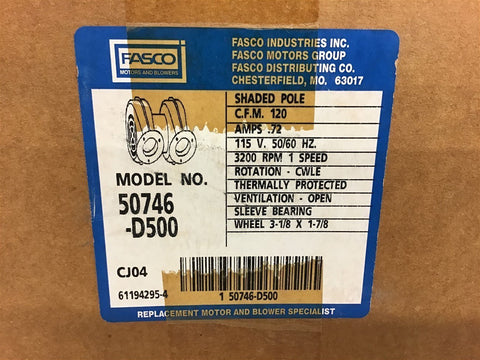 FASCO
MOTORS AND BLOWERS
FASCO INDUSTRIES INC.
FASCO MOTORS GROUP
FASCO DISTRIBUTING CO.
CHESTERFIELD, MO. 63017
SHADED POLE
C.F.M. 120
AMPS .72
115 V. 50/60 HZ.
3200 RPM 1 SPEED
ROTATION - CWLE
THERMALLY PROTECTED
VENTILATION - OPEN
SLEEVE BEARING
WHEEL 3-1/8 X 1-7/8
MODEL NO.
50746
-D500
CJ04
61194295-4
1 50746-D500
REPLACEMENT MOTOR AND BLOWER SPECIALIST